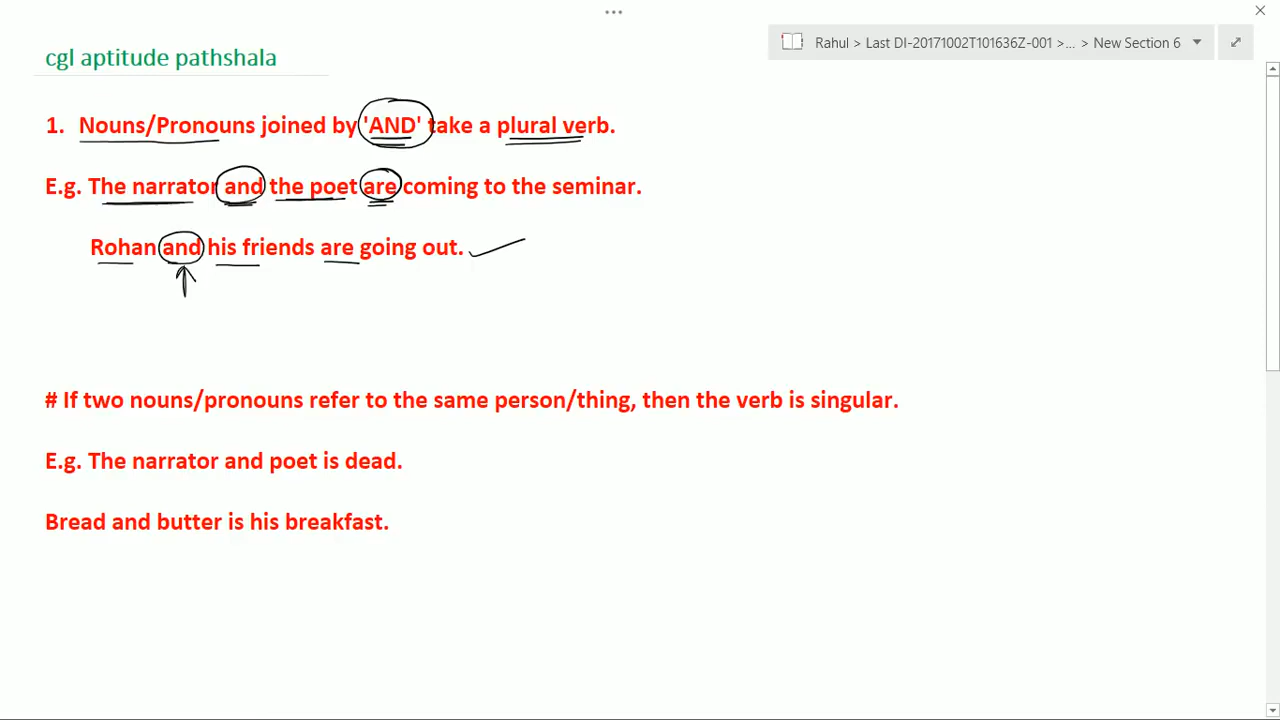 ...
Rahul > Last DI-20171002T101636Z-001 >... > New Section 6
cgl aptitude pathshala
1. Nouns/Pronouns joined by 'AND' take a plural verb.
E.g. The narrator and the poet are coming to the seminar.
Rohan and his friends are going out.
# If two nouns/pronouns refer to the same person/thing, then the verb is singular.
E.g. The narrator and poet is dead.
Bread and butter is his breakfast.